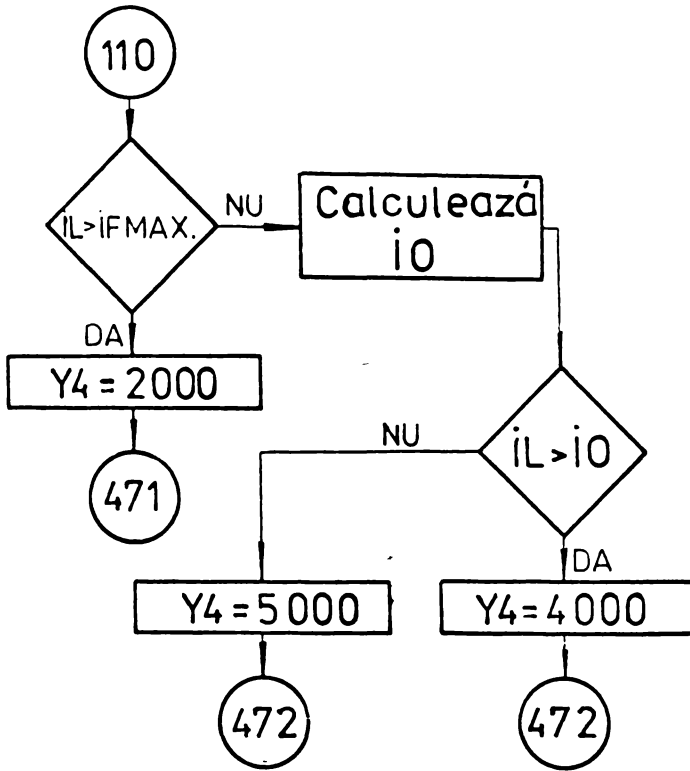 110
iL>iFMAX.
NU
Calculează
i0
DA
Y4 = 2000
471
iL>i0
NU
DA
Y4 = 5000
Y4=4000
472
472